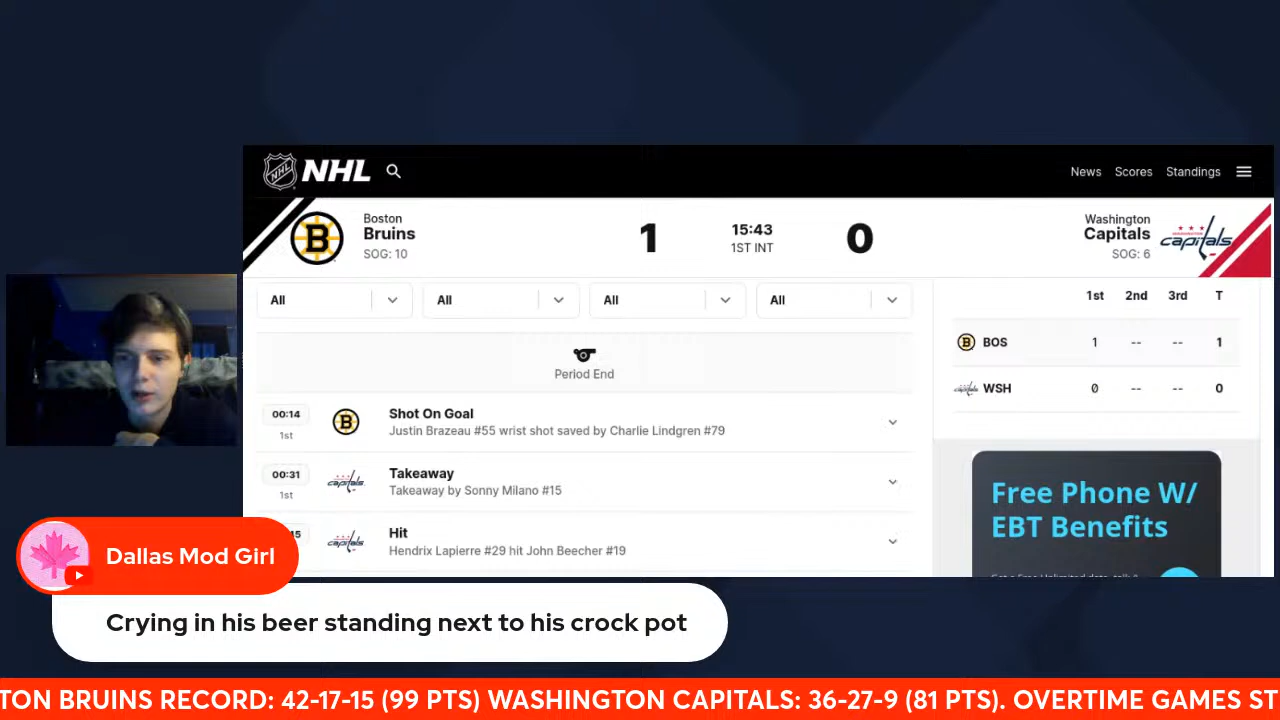 NHL
News Scores Standings
Boston
Bruins
SOG: 10
1
15:43
1ST INT
0
Washington
Capitals
SOG: 6
capitals
All All All All
Period End
00:14
1st
Shot On Goal
Justin Brazeau #55 wrist shot saved by Charlie Lindgren #79
00:31
1st
Takeaway
Takeaway by Sonny Milano #15
15
Hit
Hendrix Lapierre #29 hit John Beecher #19
1st 2nd 3rd T
BOS 1 -- -- 1
WSH 0 -- -- 0
Free Phone W/
EBT Benefits
Dallas Mod Girl
Crying in his beer standing next to his crock pot
TON BRUINS RECORD: 42-17-15 (99 PTS) WASHINGTON CAPITALS: 36-27-9 (81 PTS). OVERTIME GAMES ST